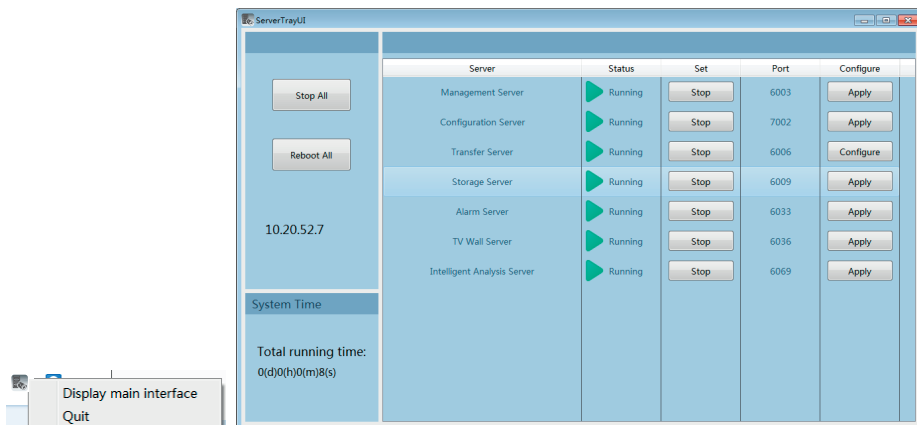 ServerTrayUI
Server Status Set Port Configure
Stop All
Management Server Running Stop 6003 Apply
Configuration Server Running Stop 7002 Apply
Reboot All
Transfer Server Running Stop 6006 Configure
Storage Server Running Stop 6009 Apply
Alarm Server Running Stop 6033 Apply
10.20.52.7
TV Wall Server Running Stop 6036 Apply
Intelligent Analysis Server Running Stop 6069 Apply
System Time
Total running time:
0(d)0(h)0(m)8(s)
Display main interface
Quit